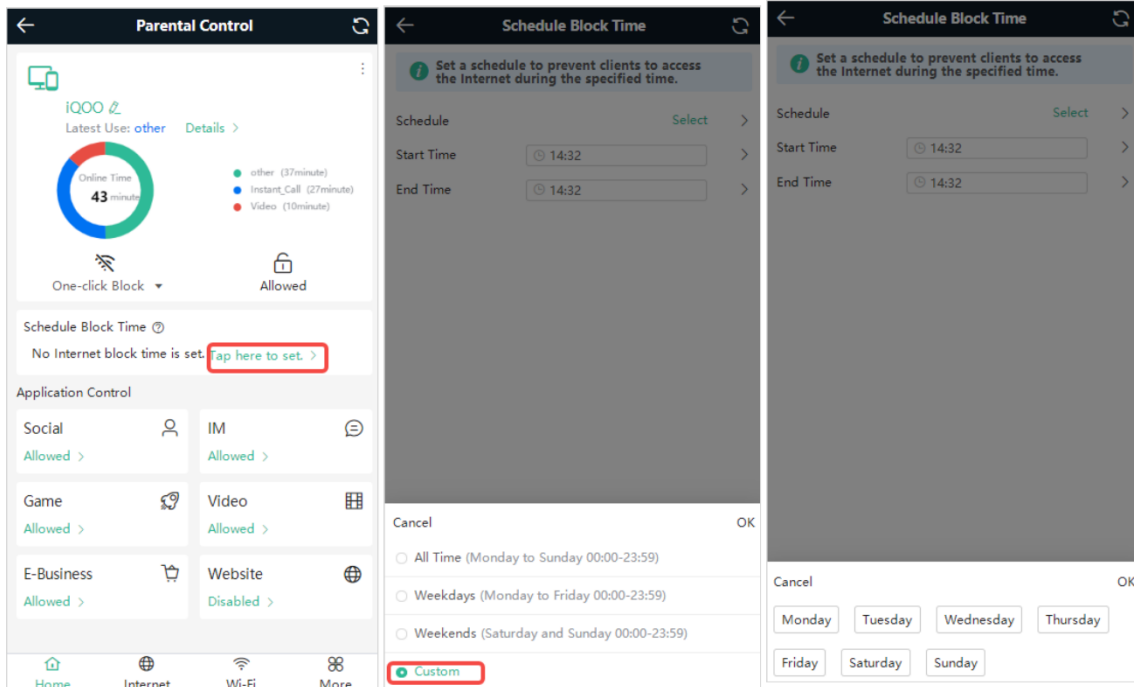 Parental Control
iQOO
Latest Use: other Details >
Online Time
43 minute
other (37minute)
Instant_Call (27minute)
Video (10minute)
One-click Block
Allowed
Schedule Block Time
No Internet block time is set. Tap here to set. >
Application Control
Social
Allowed >
IM
Allowed >
Game
Allowed >
Video
Allowed >
E-Business
Allowed >
Website
Disabled >
Home Internet Wi-Fi More
Schedule Block Time
Set a schedule to prevent clients to access
the Internet during the specified time.
Schedule Select >
Start Time 14:32 >
End Time 14:32 >
Cancel OK
All Time (Monday to Sunday 00:00-23:59)
Weekdays (Monday to Friday 00:00-23:59)
Weekends (Saturday and Sunday 00:00-23:59)
Custom
Schedule Block Time
Set a schedule to prevent clients to access
the Internet during the specified time.
Schedule Select >
Start Time 14:32 >
End Time 14:32 >
Cancel OK
Monday Tuesday Wednesday Thursday
Friday Saturday Sunday